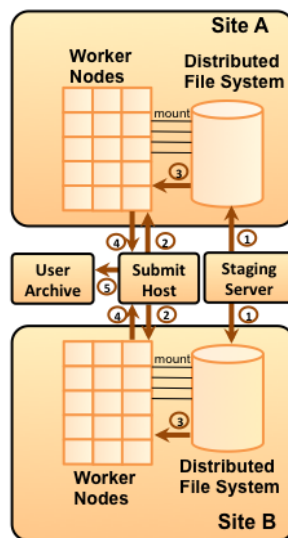 Site A
Worker
Nodes
Distributed
File System
mount
3
4
2
1
User
Archive
5
Submit
Host
Staging
Server
4
2
1
mount
3
Worker
Nodes
Distributed
File System
Site B